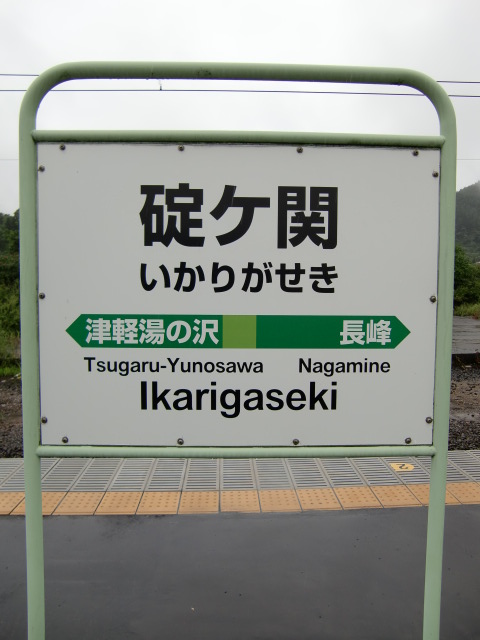 碇ケ関
いかりがせき
津軽湯の沢 長峰
Tsugaru-Yunosawa Nagamine
Ikarigaseki
2